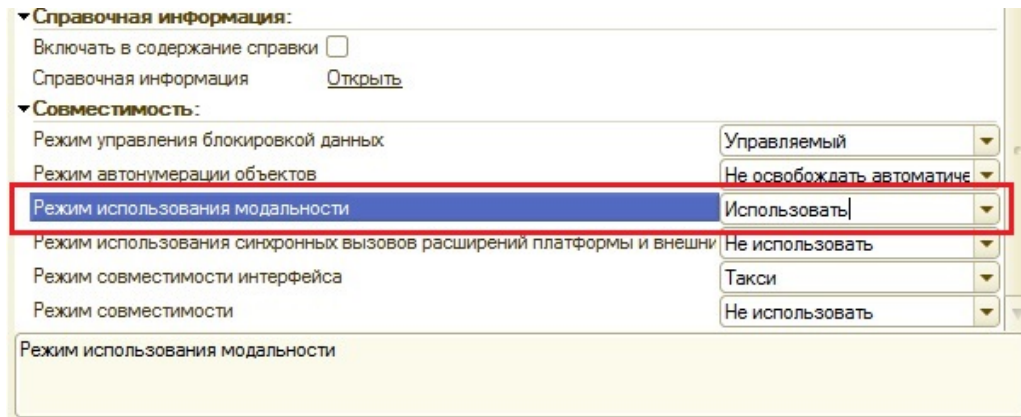 Справочная информация:
Включать в содержание справки
Справочная информация Открыть
Совместимость:
Режим управления блокировкой данных Управляемый
Режим автонумерации объектов Не освобождать автоматиче
Режим использования модальности Использовать
Режим использования синхронных вызовов расширений платформы и внешни Не использовать
Режим совместимости интерфейса Такси
Режим совместимости Не использовать
Режим использования модальности